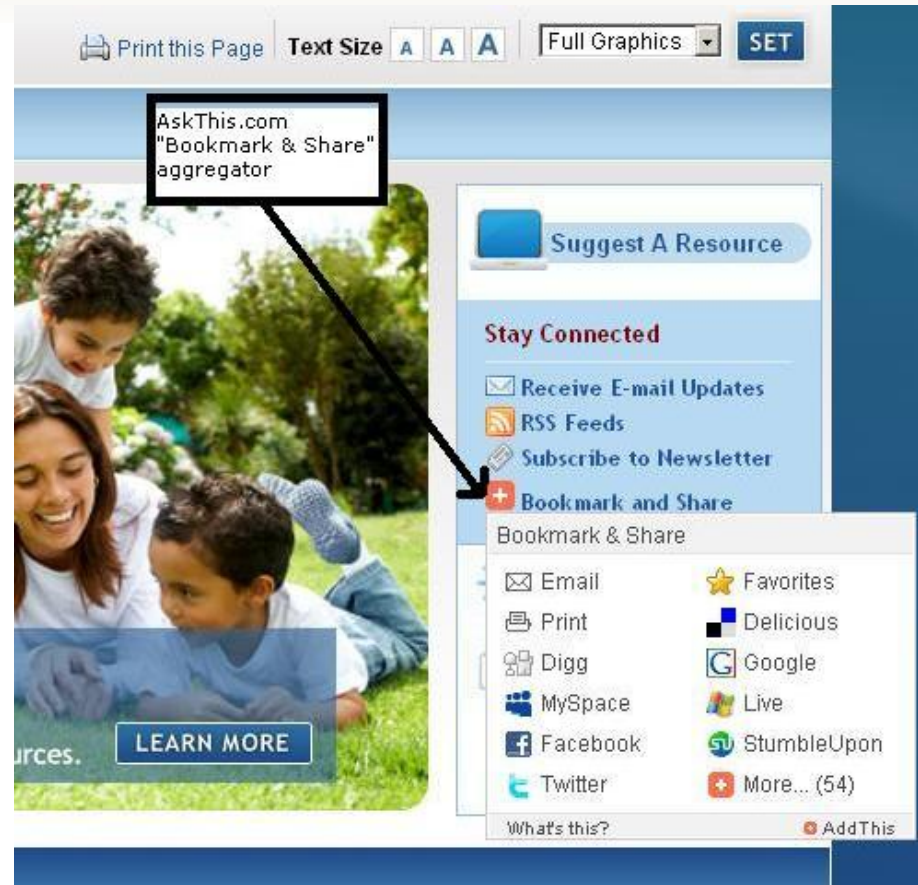 Print this Page Text Size A A A Full Graphics SET
AskThis.com
"Bookmark & Share"
aggregator
Suggest A Resource
Stay Connected
Receive E-mail Updates
RSS Feeds
Subscribe to Newsletter
Bookmark and Share
Bookmark & Share
Email Favorites
Print Delicious
Digg Google
MySpace Live
Facebook StumbleUpon
Twitter More... (54)
What's this? AddThis
LEARN MORE